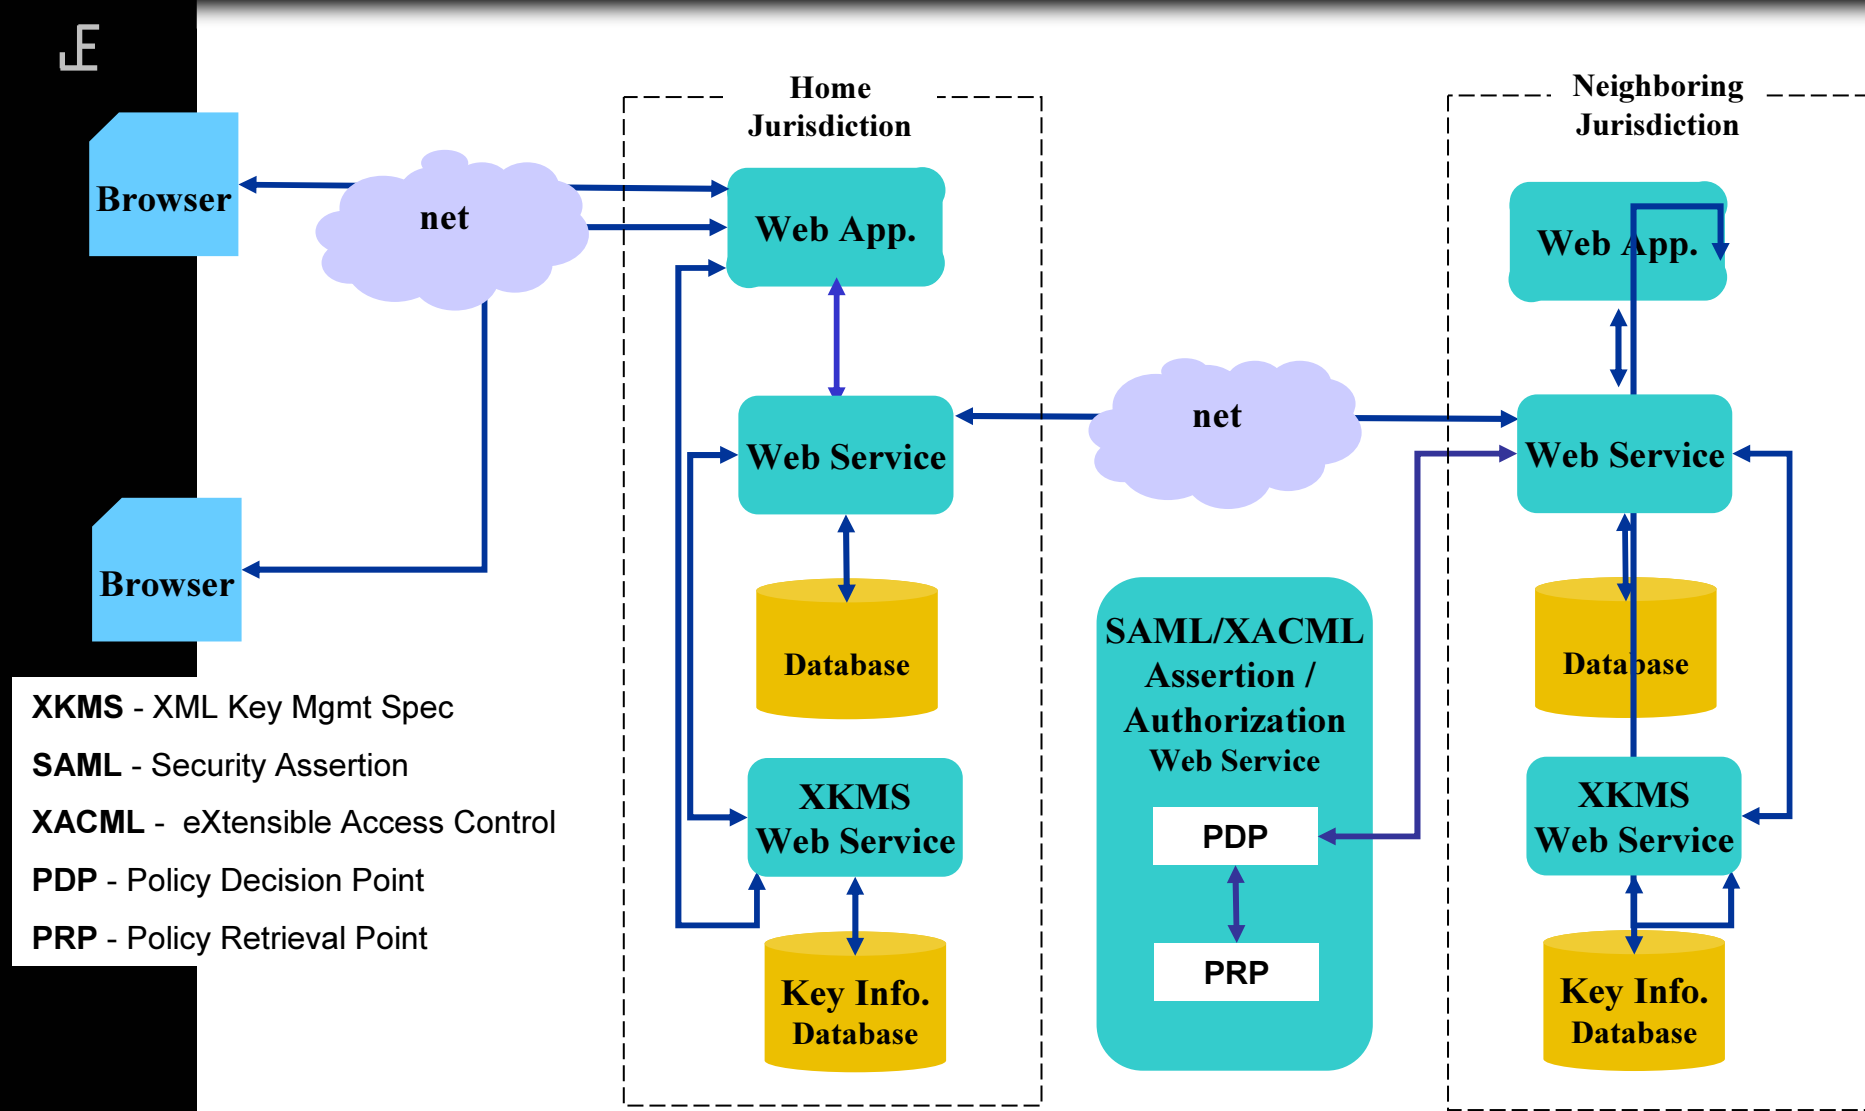 Home
Jurisdiction
Neighboring
Jurisdiction
Browser
net
Web App.
Web App.
net
Web Service
Web Service
Browser
Database
SAML/XACML
Assertion /
Authorization
Web Service
Database
XKMS - XML Key Mgmt Spec
SAML - Security Assertion
XACML - eXtensible Access Control
PDP - Policy Decision Point
PRP - Policy Retrieval Point
XKMS
Web Service
PDP
PRP
XKMS
Web Service
Key Info.
Database
Key Info.
Database